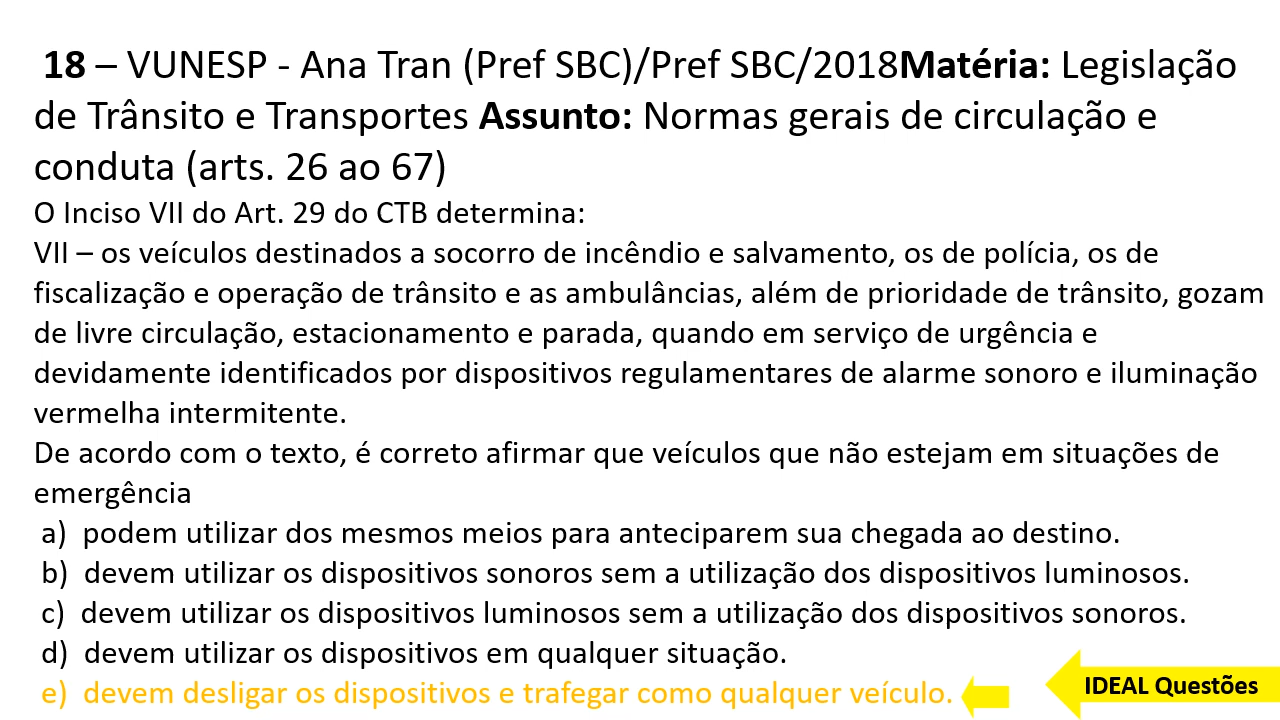 18 – VUNESP - Ana Tran (Pref SBC)/Pref SBC/2018Matéria: Legislação
de Trânsito e Transportes Assunto: Normas gerais de circulação e
conduta (arts. 26 ao 67)
O Inciso VII do Art. 29 do CTB determina:
VII – os veículos destinados a socorro de incêndio e salvamento, os de polícia, os de
fiscalização e operação de trânsito e as ambulâncias, além de prioridade de trânsito, gozam
de livre circulação, estacionamento e parada, quando em serviço de urgência e
devidamente identificados por dispositivos regulamentares de alarme sonoro e iluminação
vermelha intermitente.
De acordo com o texto, é correto afirmar que veículos que não estejam em situações de
emergência
a) podem utilizar dos mesmos meios para anteciparem sua chegada ao destino.
b) devem utilizar os dispositivos sonoros sem a utilização dos dispositivos luminosos.
c) devem utilizar os dispositivos luminosos sem a utilização dos dispositivos sonoros.
d) devem utilizar os dispositivos em qualquer situação.
e) devem desligar os dispositivos e trafegar como qualquer veículo.
IDEAL Questões